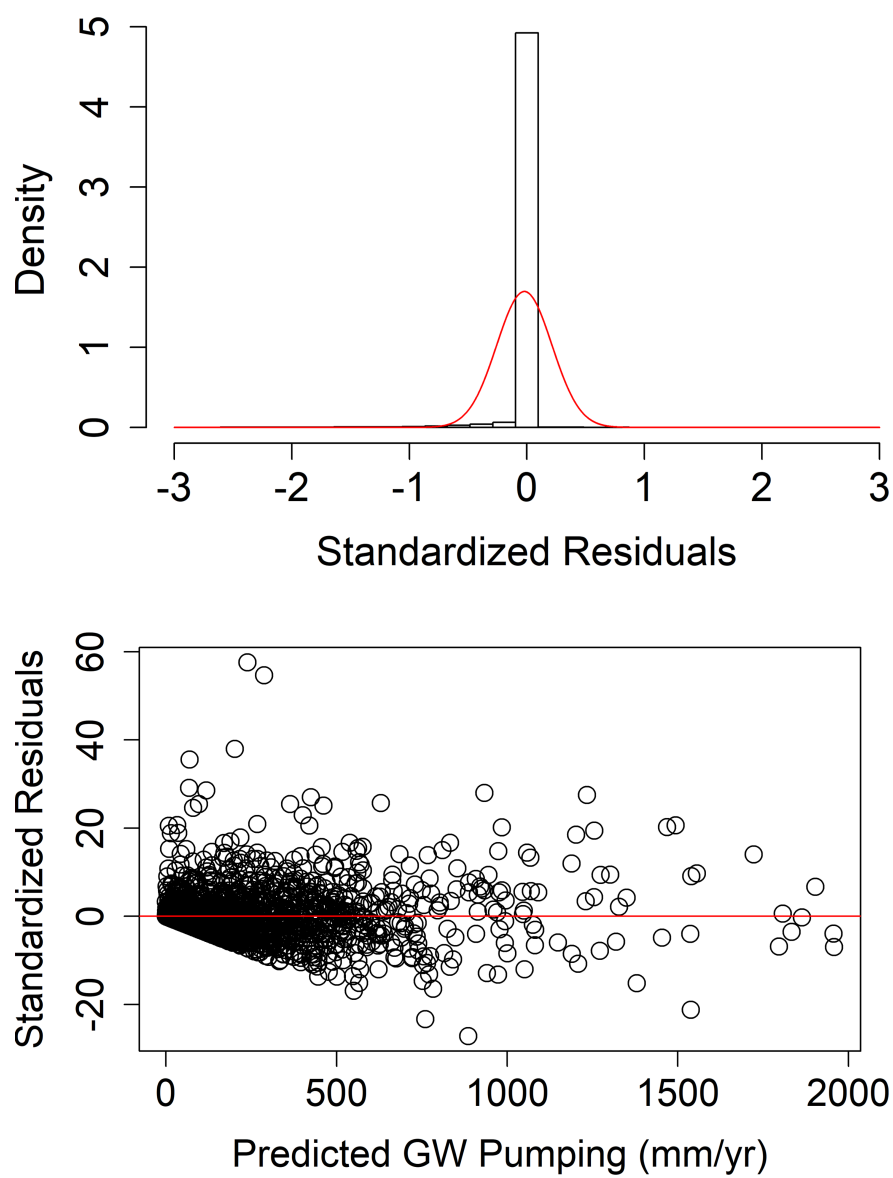 5
4
3
2
1
0
Density
-3 -2 -1 0 1 2 3
Standardized Residuals
60
40
20
0
-20
Standardized Residuals
0 500 1000 1500 2000
Predicted GW Pumping (mm/yr)